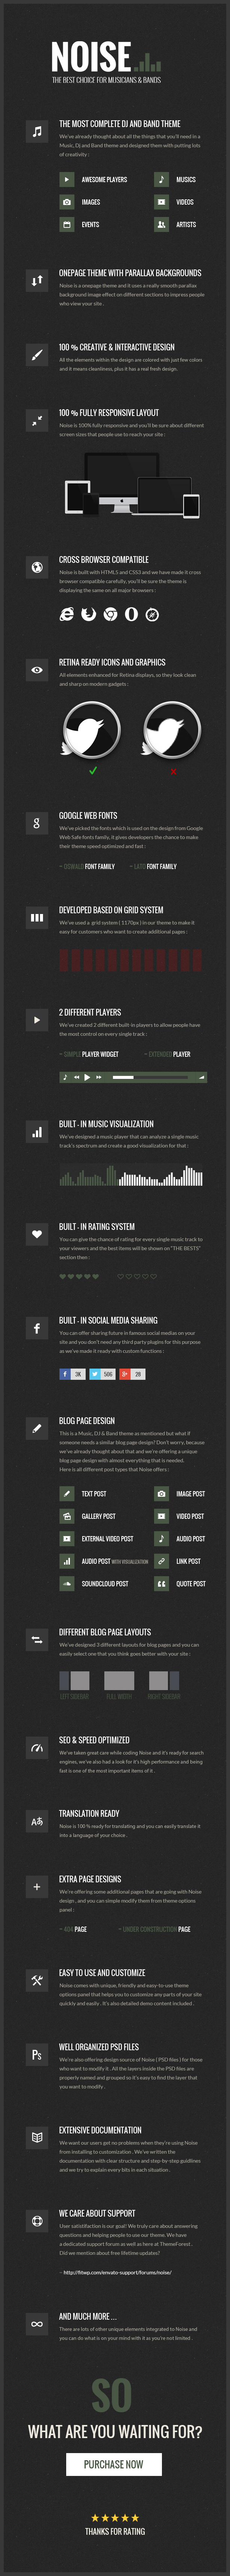 NOISE
THE BEST CHOICE FOR MUSICIANS & BANDS
THE MOST COMPLETE DJ AND BAND THEME
We've already thought about all the things that you'll need in a
Music, DJ and Band theme and designed them with putting lots
of creativity :
AWESOME PLAYERS
MUSICS
IMAGES
VIDEOS
EVENTS
ARTISTS
ONEPAGE THEME WITH PARALLAX BACKGROUNDS
Noise is a onepage theme and it uses a really smooth parallax
background image effect on different sections to impress people
who view your site .
100 % CREATIVE & INTERACTIVE DESIGN
All the elements within the design are colored with just few colors
and it means cleanliness, plus it has a real fresh design .
100 % FULLY RESPONSIVE LAYOUT
Noise is 100% fully responsive and you'll be sure about different
screen sizes that people use to reach your site :
CROSS BROWSER COMPATIBLE
Noise is built with HTML5 and CSS3 and we have made it cross
browser compatible carefully, you'll be sure the theme is
displaying the same on all major browsers :
RETINA READY ICONS AND GRAPHICS
All elements enhanced for Retina displays, so they look clean
and sharp on modern gadgets :
GOOGLE WEB FONTS
We've picked the fonts which is used on the design from Google
Web Safe fonts family, it gives developers the chance to make
their theme speed optimized and fast :
– OSWALD FONT FAMILY
– LATO FONT FAMILY
DEVELOPED BASED ON GRID SYSTEM
We've used a grid system ( 1170px ) in our theme to make it
easy for customers who want to create additional pages :
2 DIFFERENT PLAYERS
We've created 2 different built-in players to allow people have
the most control on every single track :
– SIMPLE PLAYER WIDGET
– EXTENDED PLAYER
BUILT - IN MUSIC VISUALIZATION
We've designed a music player that can analyze a single music
track's spectrum and create a good visualization for that :
BUILT - IN RATING SYSTEM
You can give the chance of rating for every single music track to
your viewers and the best items will be shown on "THE BESTS"
section then :
BUILT - IN SOCIAL MEDIA SHARING
You can offer sharing future in famous social medias on your
site and you don't need any third party plugins for this purpose
as we've made it ready with custom functions :
3K
506
26
BLOG PAGE DESIGN
This is a Music, DJ & Band theme as mentioned but what if
someone needs a similar blog page design? Don't worry, because
we've already thought about that and we're offering a unique
blog page design with almost everything that is needed.
Here is all different post types that Noise offers :
TEXT POST
IMAGE POST
GALLERY POST
VIDEO POST
EXTERNAL VIDEO POST
AUDIO POST
AUDIO POST WITH VISUALIZATION
LINK POST
SOUNDCLOUD POST
QUOTE POST
DIFFERENT BLOG PAGE LAYOUTS
We've designed 3 different layouts for blog pages and you can
easily select one that you think goes better with your site :
LEFT SIDEBAR
FULL WIDTH
RIGHT SIDEBAR
SEO & SPEED OPTIMIZED
We've taken great care while coding Noise and it's ready for search
engines, we've also had a look for it's high performance and being
fast is one of the most important items of it .
TRANSLATION READY
Noise is 100 % ready for translating and you can easily translate it
into a language of your choice .
EXTRA PAGE DESIGNS
We're offering some additional pages that are going with Noise
design , and you can simple modify them from theme options
panel :
– 404 PAGE
– UNDER CONSTRUCTION PAGE
EASY TO USE AND CUSTOMIZE
Noise comes with unique, friendly and easy-to-use theme
options panel that helps you to customize any part of your site
quickly and easily . It's also detailed demo content included .
Ps
WELL ORGANIZED PSD FILES
We're also offering design source of Noise ( PSD files ) for those
who want to modify it . All the layers inside the PSD files are
properly named and grouped so it's easy to find the layer that
you want to modify .
EXTENSIVE DOCUMENTATION
We want our users get no problems when they're using Noise
from installing to customization . We've written the
documentation with clear structure and step-by-step guidlines
and we try to explain every bits in each situation .
WE CARE ABOUT SUPPORT
User satisfaction is our goal! We truly care about answering
questions and helping people to use our theme. We have
a dedicated support forum as well as here at ThemeForest .
Did we mention about free lifetime updates?
– http://fitwp.com/envato-support/forums/noise/
AND MUCH MORE ...
There are lots of other unique elements integrated to Noise and
you can do what is on your mind with it as you're not limited .
SO
WHAT ARE YOU WAITING FOR?
PURCHASE NOW
THANKS FOR RATING